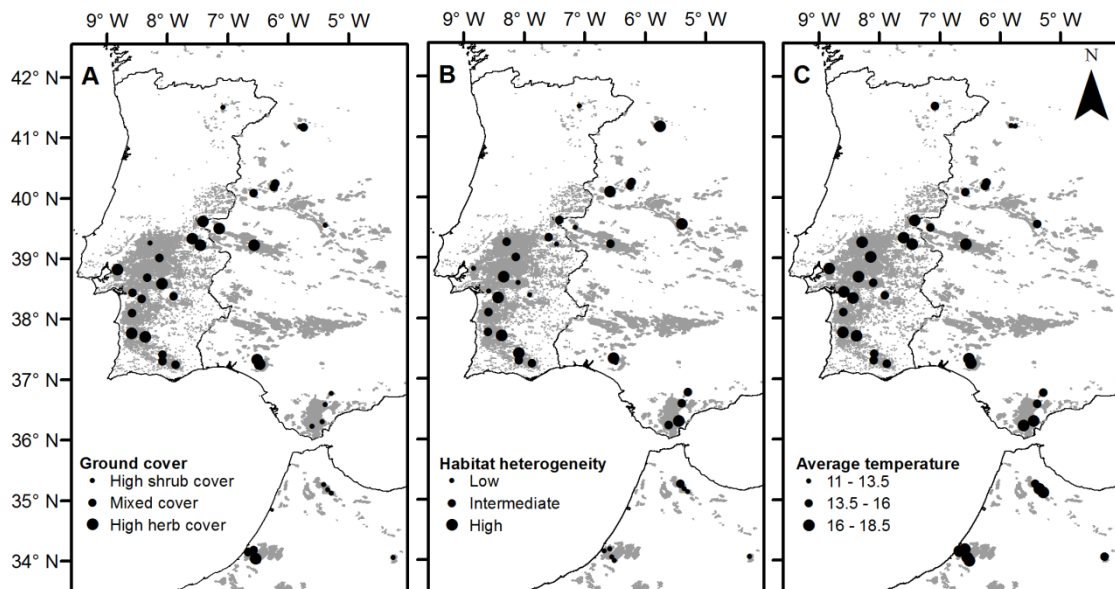 9° W 8° W 7° W 6° W 5° W 9° W 8° W 7° W 6° W 5° W 9° W 8° W 7° W 6° W 5° W
A B C N
42° N
41° N
40° N
39° N
38° N
37° N
36° N
35° N
34° N
Ground cover
High shrub cover
Mixed cover
High herb cover
Habitat heterogeneity
Low
Intermediate
High
Average temperature
11 - 13.5
13.5 - 16
16 - 18.5